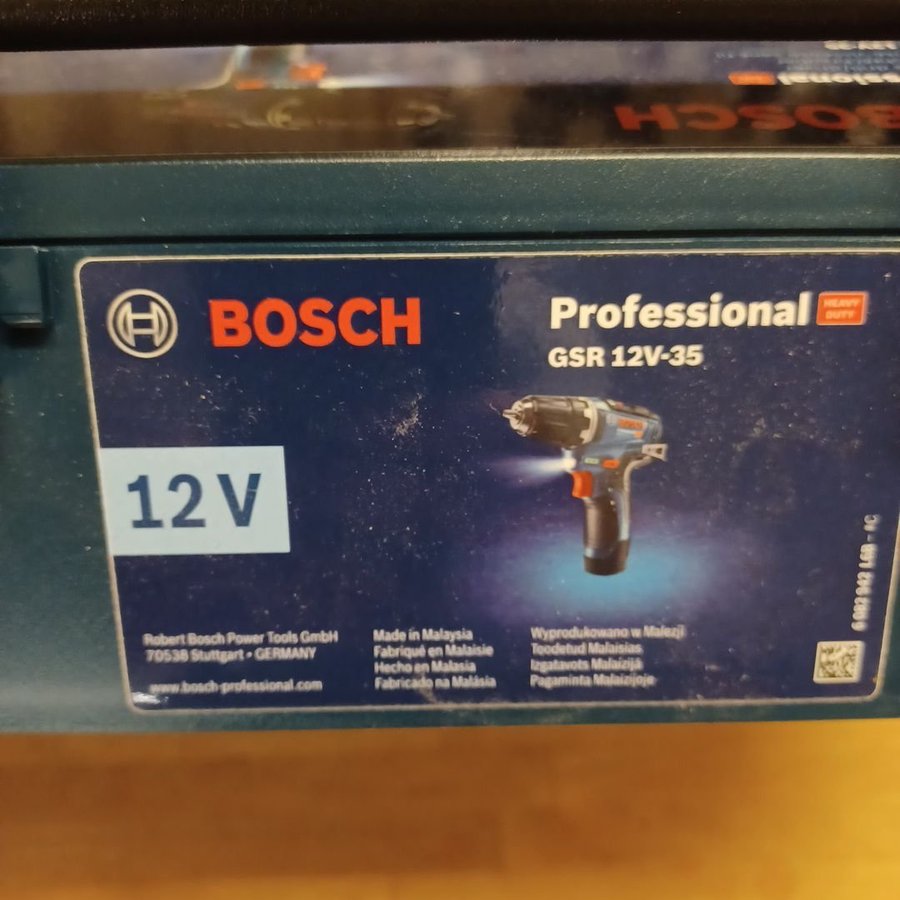 BOSCH
BOSCH
Professional
HEAVY
DUTY
GSR 12V-35
BOSCH
12 V
Robert Bosch Power Tools GmbH
70538 Stuttgart • GERMANY
www.bosch-professional.com
Made in Malaysia
Fabriqué en Malaisie
Hecho en Malasia
Fabricado na Malásia
Wyprodukowano w Malezji
Toodetud Malaisias
Izgatavots Malaizijā
Pagaminta Malaizijoje